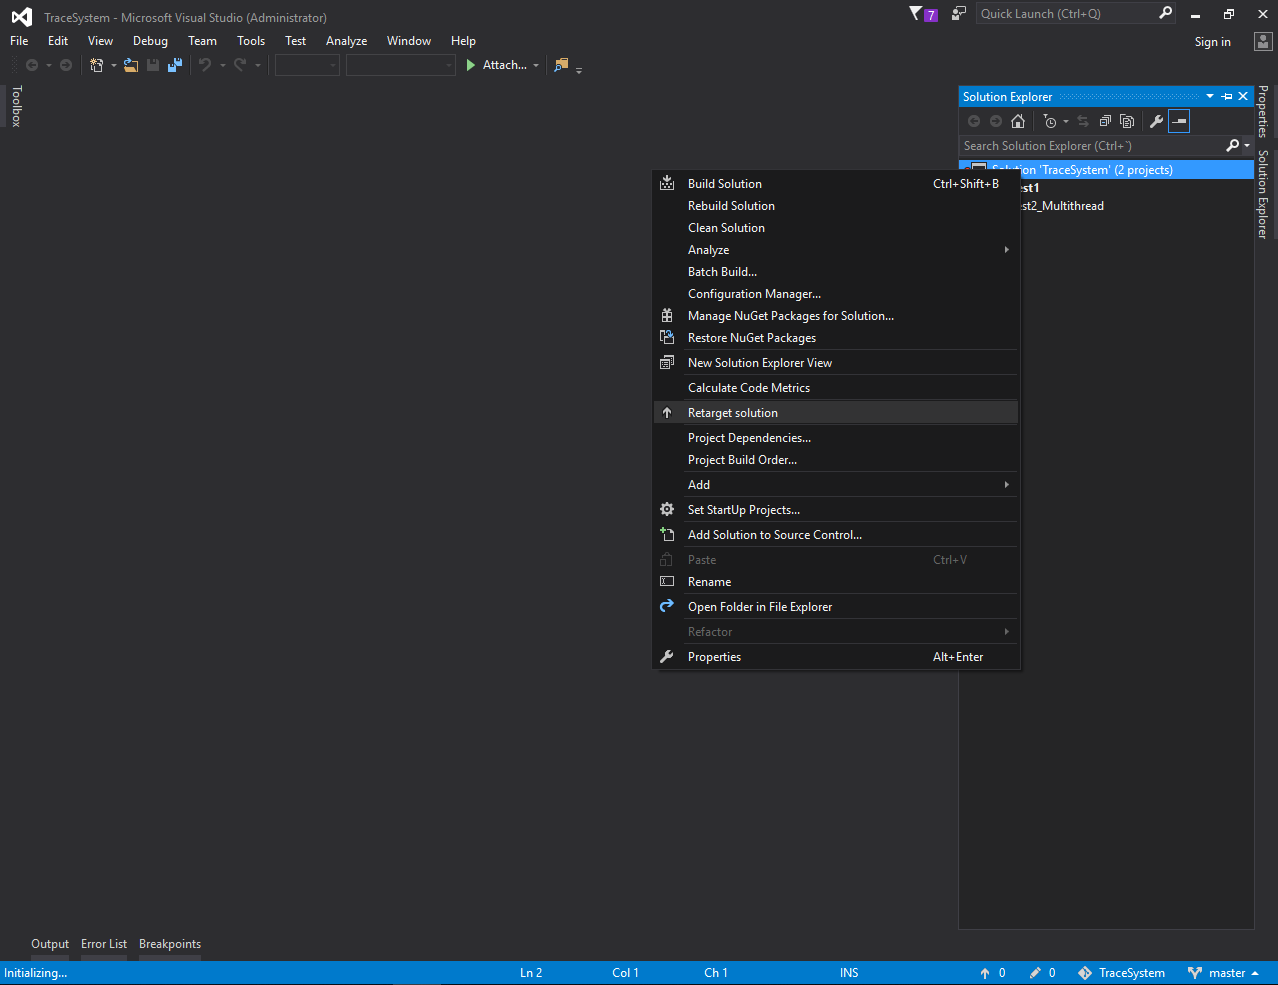 TraceSystem - Microsoft Visual Studio (Administrator)
7
Quick Launch (Ctrl+Q)
File Edit View Debug Team Tools Test Analyze Window Help
Sign in
Attach...
Toolbox
Solution Explorer
Search Solution Explorer (Ctrl+¨)
Solution 'TraceSystem' (2 projects)
est1
st2_Multithread
Properties
Solution Explorer
Build Solution Ctrl+Shift+B
Rebuild Solution
Clean Solution
Analyze
Batch Build...
Configuration Manager...
Manage NuGet Packages for Solution...
Restore NuGet Packages
New Solution Explorer View
Calculate Code Metrics
Retarget solution
Project Dependencies...
Project Build Order...
Add
Set StartUp Projects...
Add Solution to Source Control...
Paste Ctrl+V
Rename
Open Folder in File Explorer
Refactor
Properties Alt+Enter
Output Error List Breakpoints
Initializing... Ln 2 Col 1 Ch 1 INS 0 0 TraceSystem master